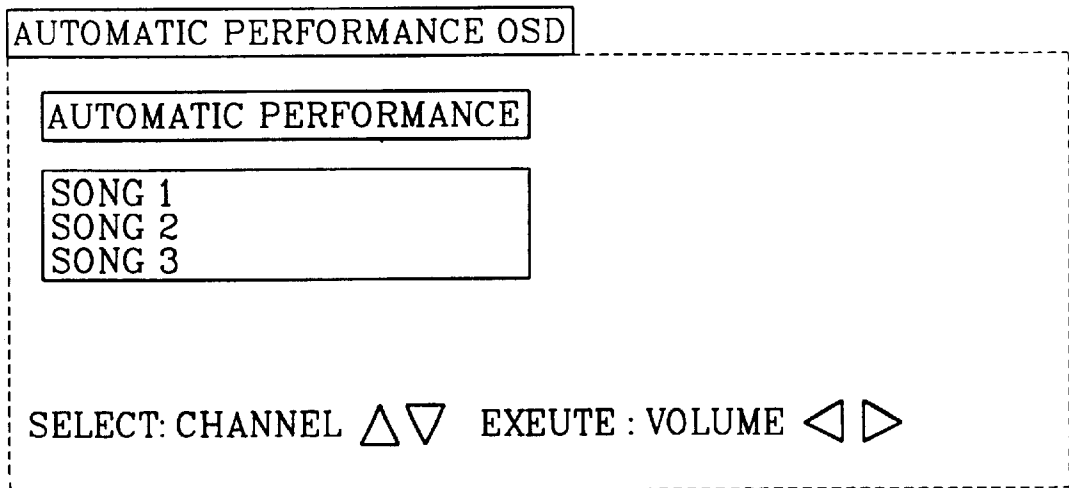 AUTOMATIC PERFORMANCE OSD
AUTOMATIC PERFORMANCE
SONG 1
SONG 2
SONG 3
SELECT: CHANNEL △▽ EXEUTE : VOLUME ◁ ▷